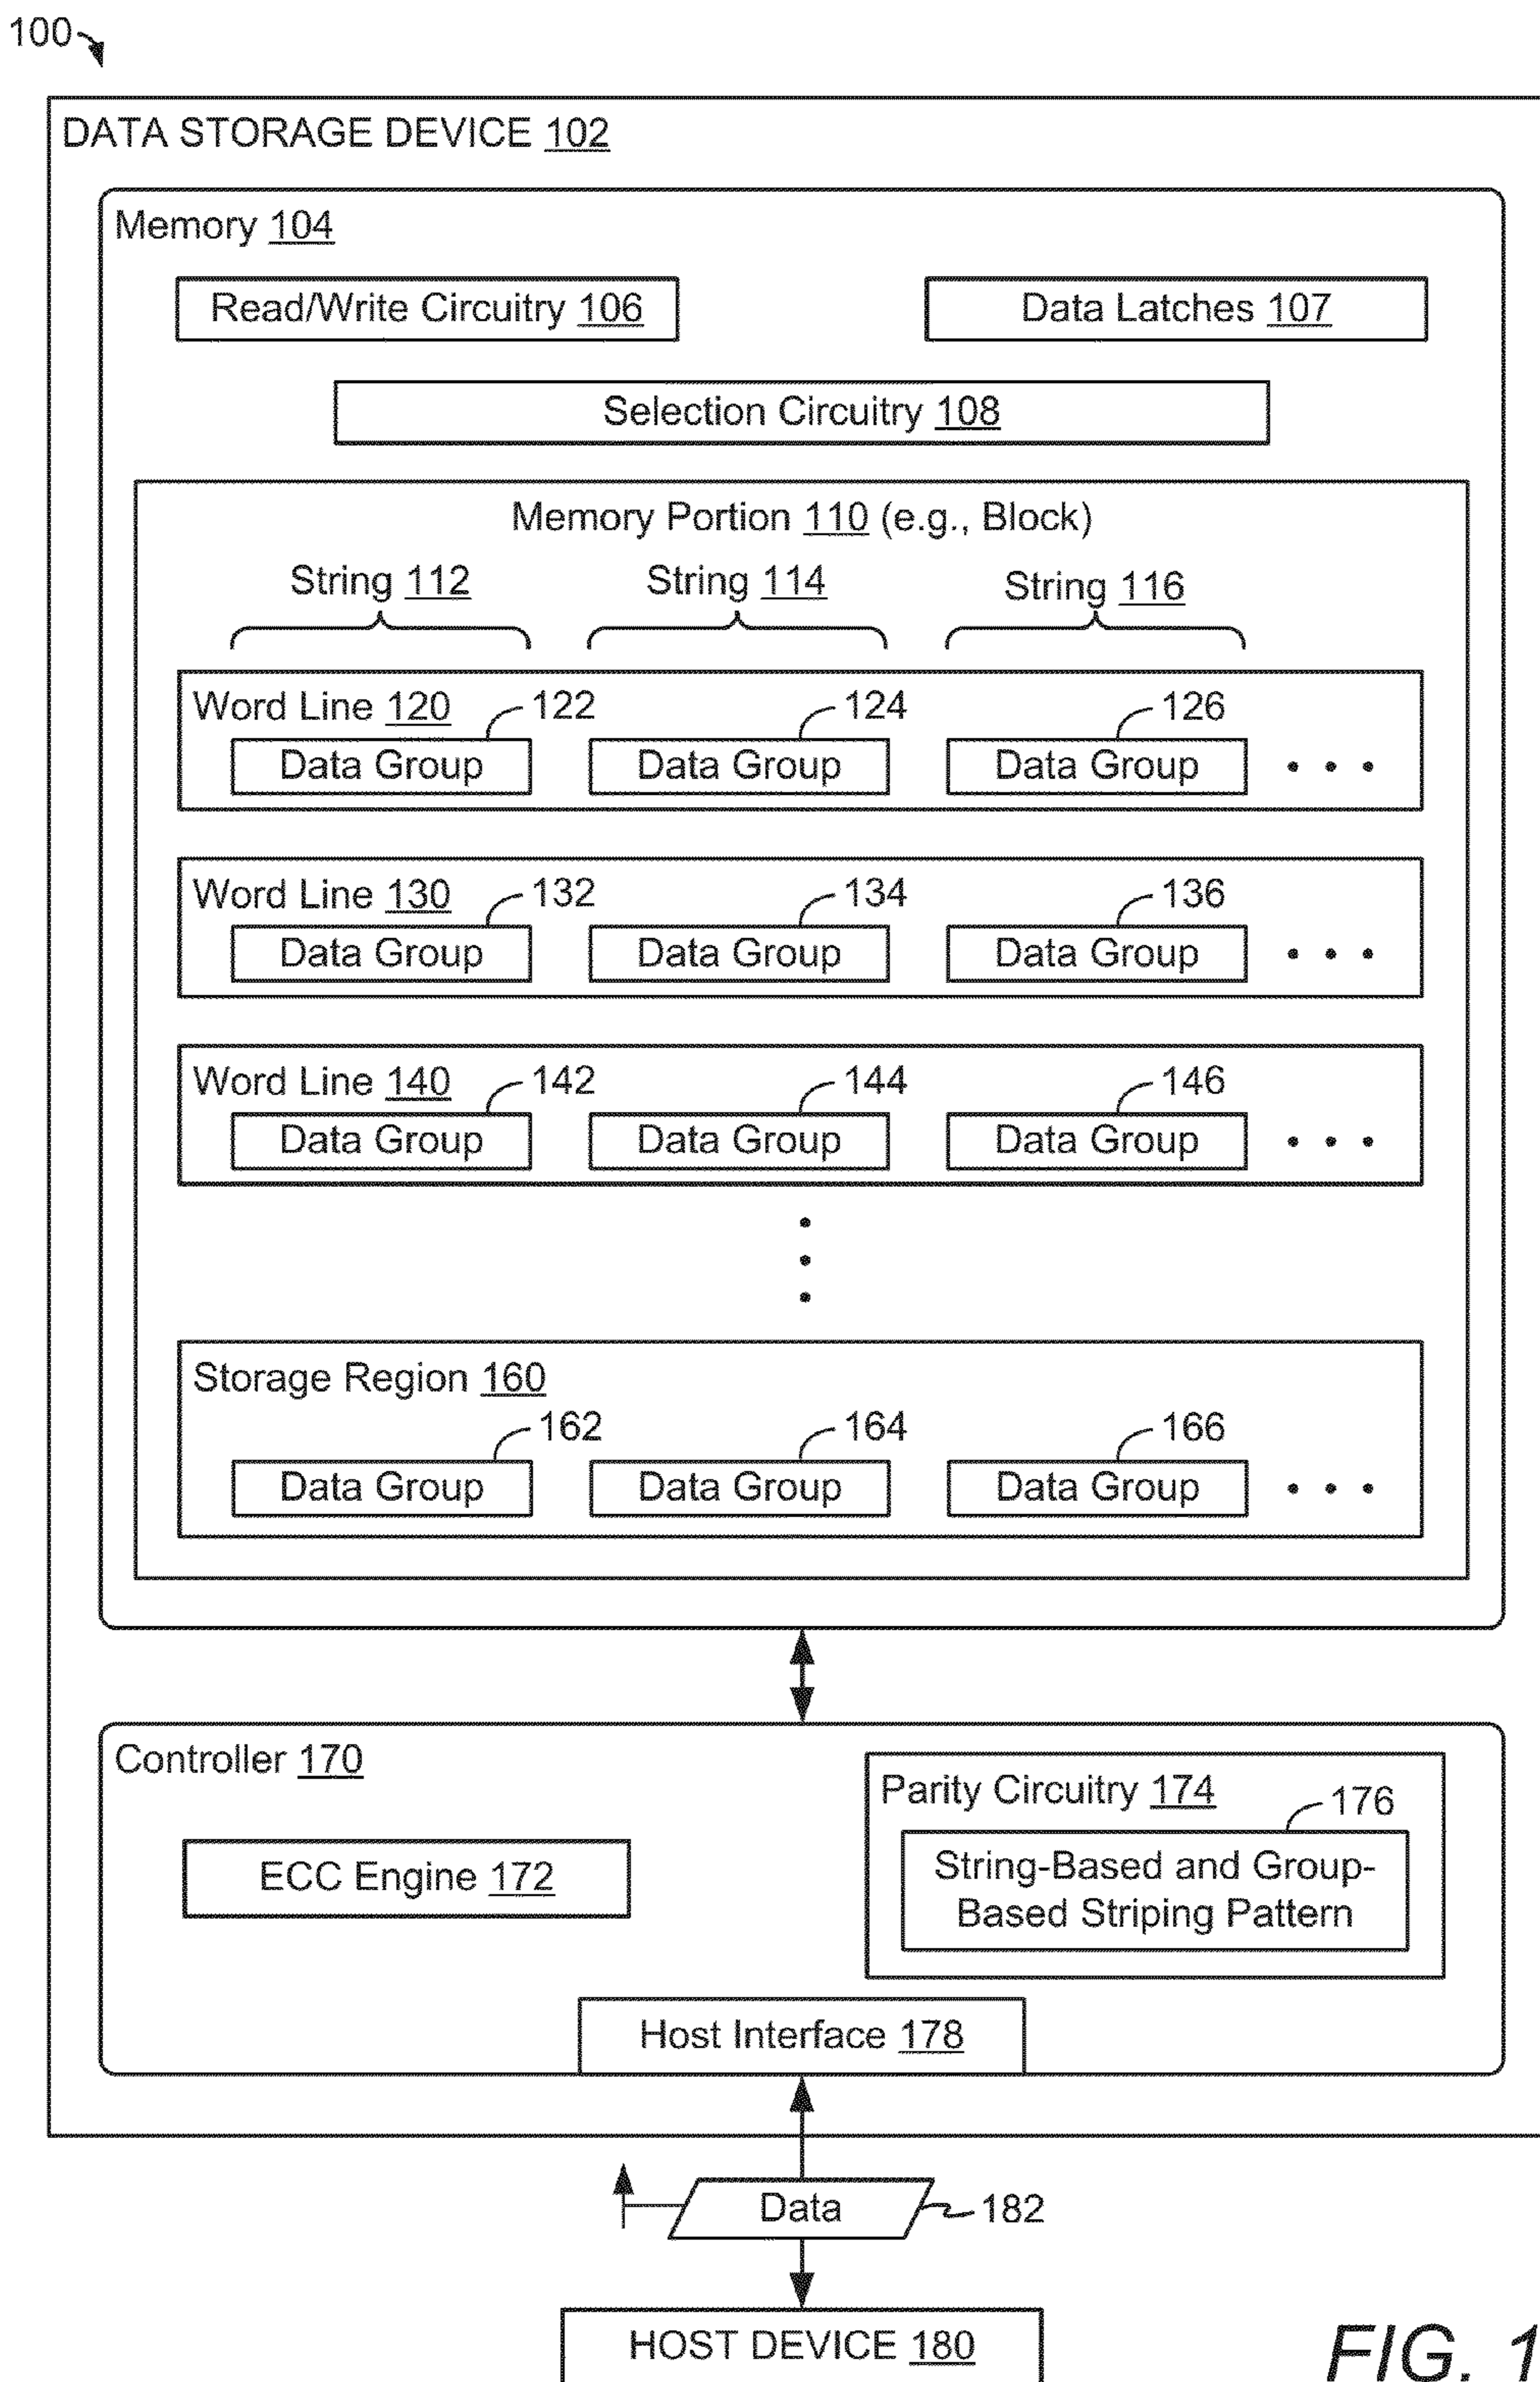 100
DATA STORAGE DEVICE 102
Memory 104
Read/Write Circuitry 106
Data Latches 107
Selection Circuitry 108
Memory Portion 110 (e.g., Block)
String 112
String 114
String 116
Word Line 120
122
124
126
Data Group
Data Group
Data Group
Word Line 130
132
134
136
Data Group
Data Group
Data Group
Word Line 140
142
144
146
Data Group
Data Group
Data Group
Storage Region 160
162
164
166
Data Group
Data Group
Data Group
Controller 170
Parity Circuitry 174
176
ECC Engine 172
String-Based and Group-
Based Striping Pattern
Host Interface 178
Data
182
HOST DEVICE 180
FIG. 1